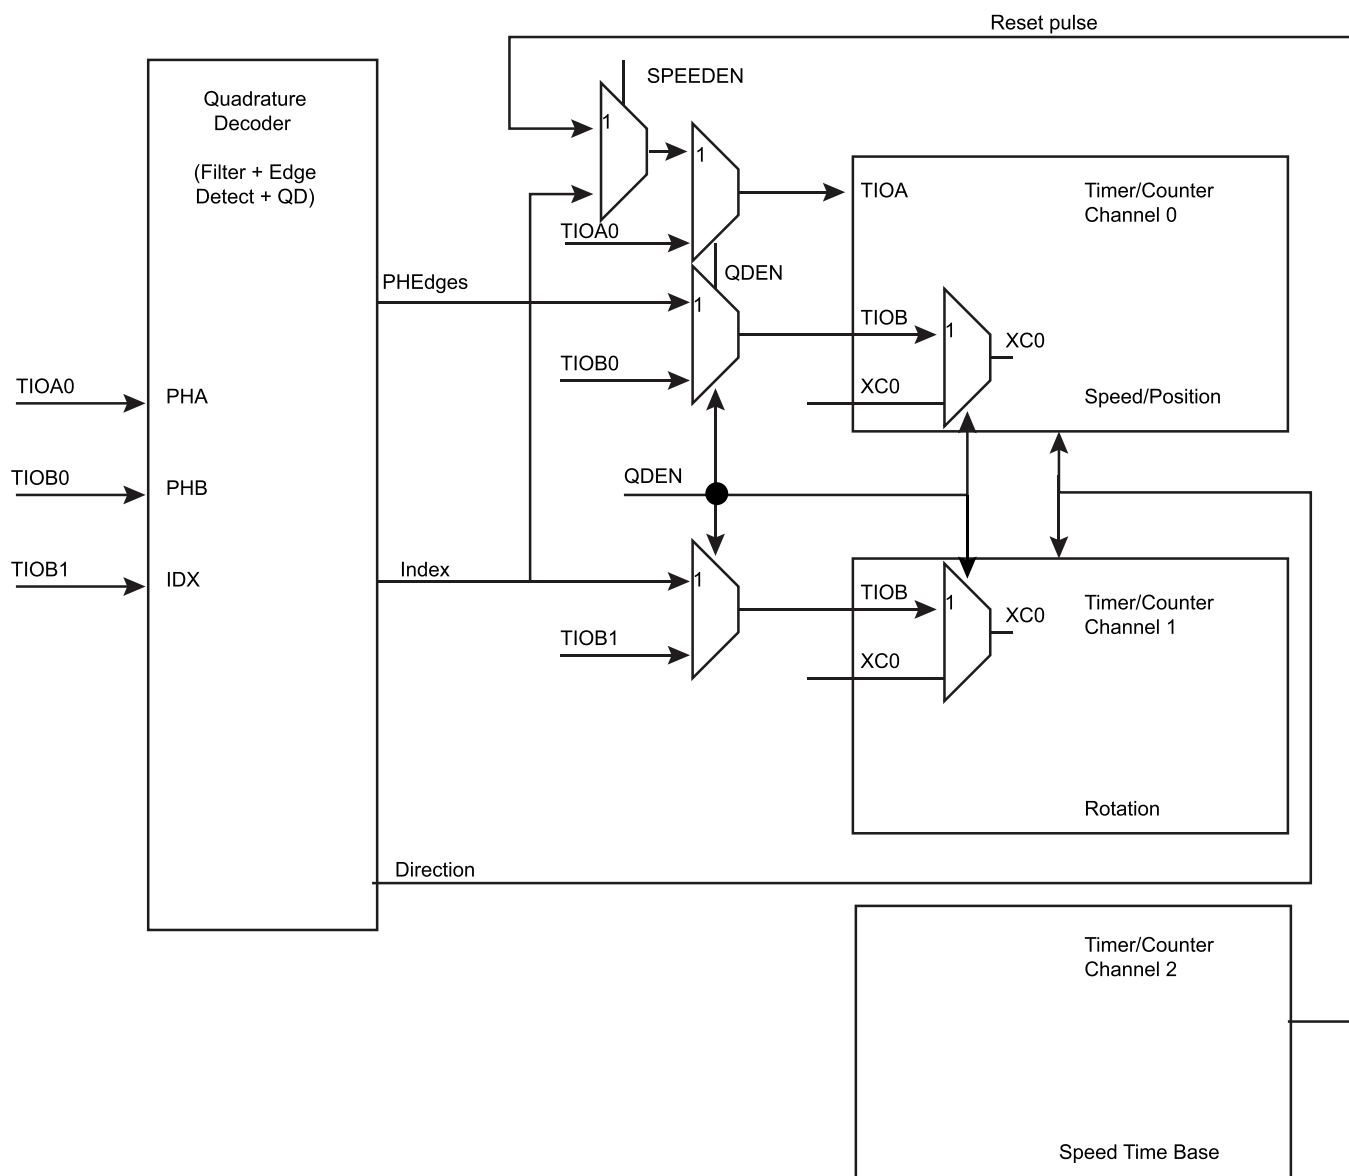 Reset pulse
SPEEDEN
Quadrature
Decoder
(Filter + Edge
Detect + QD)
1
1
TIOA
Timer/Counter
Channel 0
TIOA0
QDEN
PHEdges
1
TIOB
1
XC0
TIOB0
TIOA0
PHA
XC0
Speed/Position
TIOB0
PHB
QDEN
TIOB1
IDX
Index
1
TIOB
1
XC0
Timer/Counter
Channel 1
TIOB1
XC0
Rotation
Direction
Timer/Counter
Channel 2
Speed Time Base